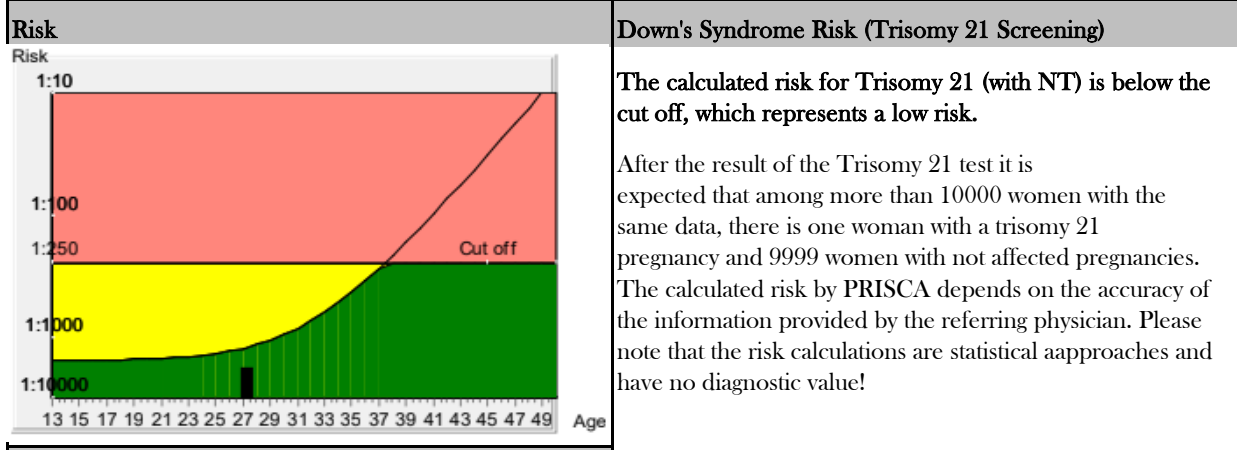 Risk
Down's Syndrome Risk (Trisomy 21 Screening)
Risk
1:10
1:100
1:250
Cut off
1:1000
1:10000
13 15 17 19 21 23 25 27 29 31 33 35 37 39 41 43 45 47 49 Age
The calculated risk for Trisomy 21 (with NT) is below the
cut off, which represents a low risk.
After the result of the Trisomy 21 test it is
expected that among more than 10000 women with the
same data, there is one woman with a trisomy 21
pregnancy and 9999 women with not affected pregnancies.
The calculated risk by PRISCA depends on the accuracy of
the information provided by the referring physician. Please
note that the risk calculations are statistical aapproaches and
have no diagnostic value!